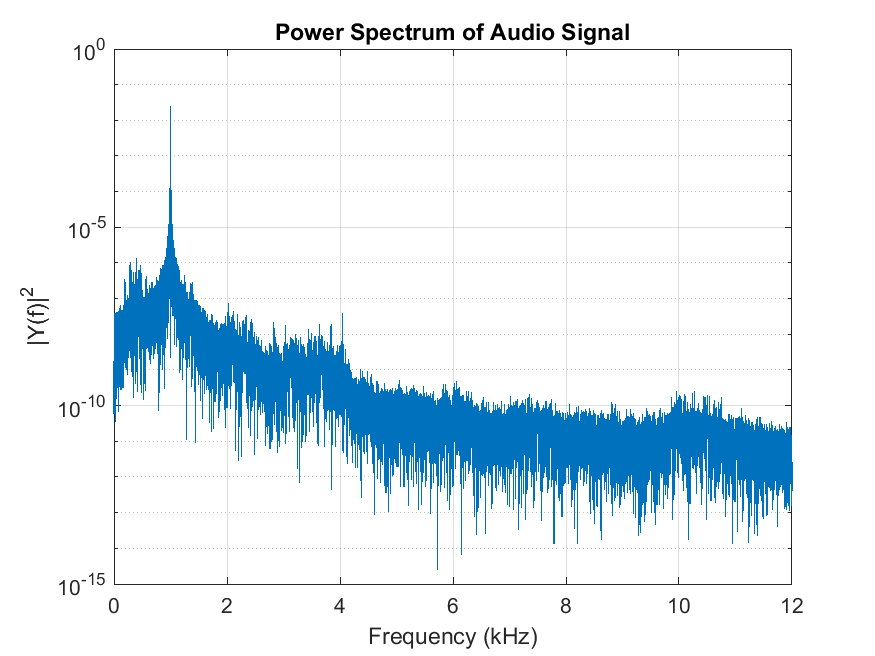 Power Spectrum of Audio Signal
10^0
10^-5
10^-10
10^-15
|Y(f)|^2
0 2 4 6 8 10 12
Frequency (kHz)